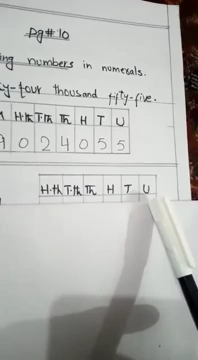 Pg# 10
ing numbers in numerals.
y-four thousand fifty-five.
H.th T.th Th H T U
9 0 2 4 0 5 5
H.th T.th Th H T U